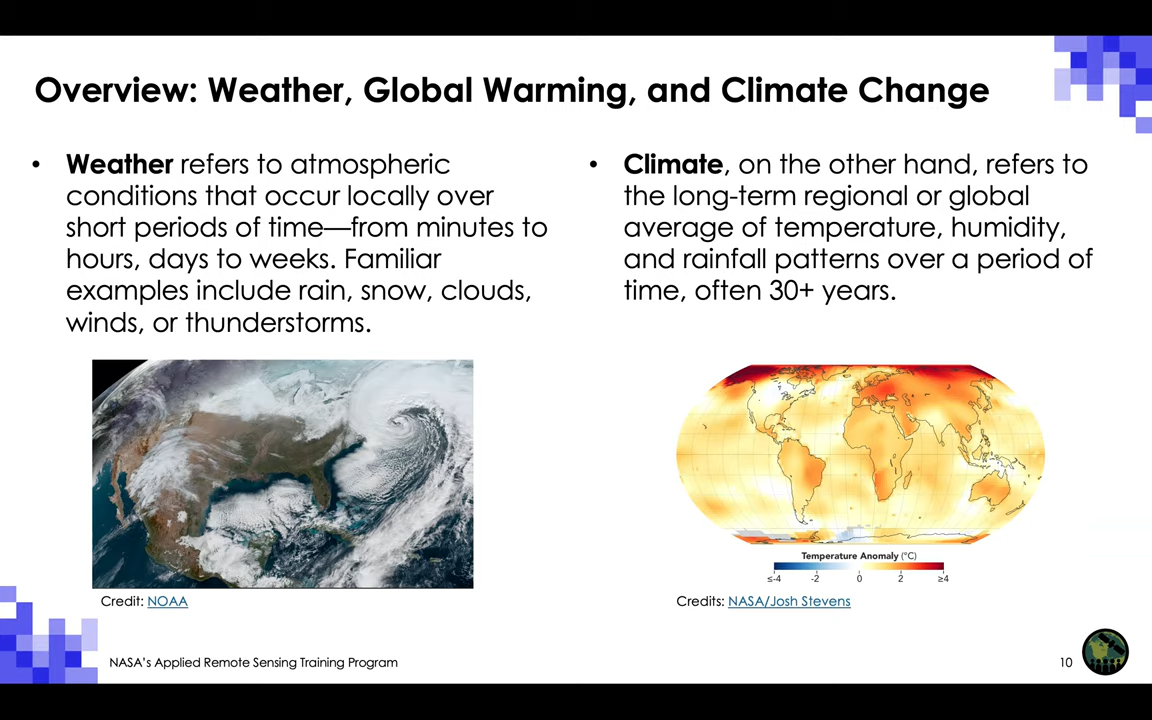 Overview: Weather, Global Warming, and Climate Change
• Weather refers to atmospheric
conditions that occur locally over
short periods of time—from minutes to
hours, days to weeks. Familiar
examples include rain, snow, clouds,
winds, or thunderstorms.
Credit: NOAA
• Climate, on the other hand, refers to
the long-term regional or global
average of temperature, humidity,
and rainfall patterns over a period of
time, often 30+ years.
Temperature Anomaly (°C)
≤-4 -2 0 2 ≥4
Credits: NASA/Josh Stevens
NASA's Applied Remote Sensing Training Program
10